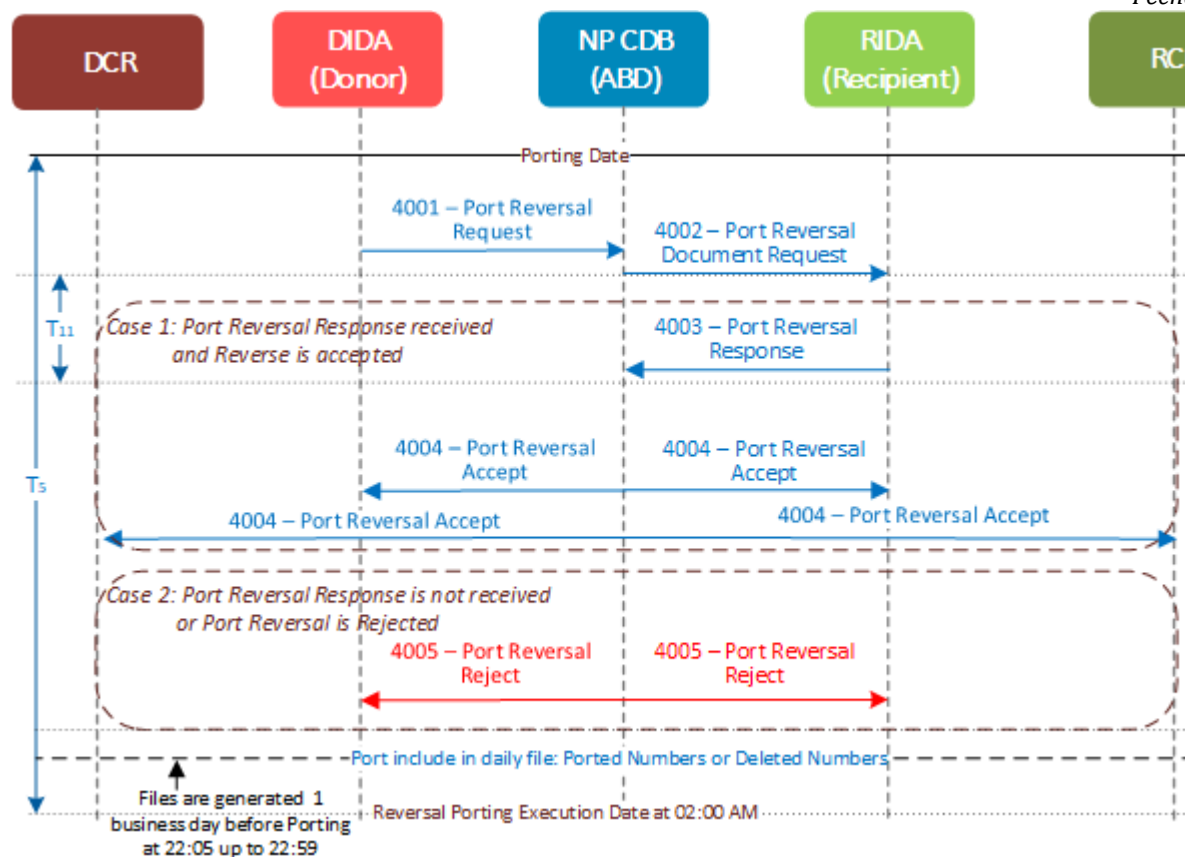 DCR
DIDA
(Donor)
NP CDB
(ABD)
RIDA
(Recipient)
RC
Porting Date
4001 – Port Reversal
Request
4002 – Port Reversal
Document Request
T11
Case 1: Port Reversal Response received
and Reverse is accepted
4003 – Port Reversal
Response
T5
4004 – Port Reversal
Accept
4004 – Port Reversal
Accept
4004 – Port Reversal Accept
4004 – Port Reversal Accept
Case 2: Port Reversal Response is not received
or Port Reversal is Rejected
4005 – Port Reversal
Reject
4005 – Port Reversal
Reject
Port include in daily file: Ported Numbers or Deleted Numbers
Files are generated 1
business day before Porting
at 22:05 up to 22:59
Reversal Porting Execution Date at 02:00 AM